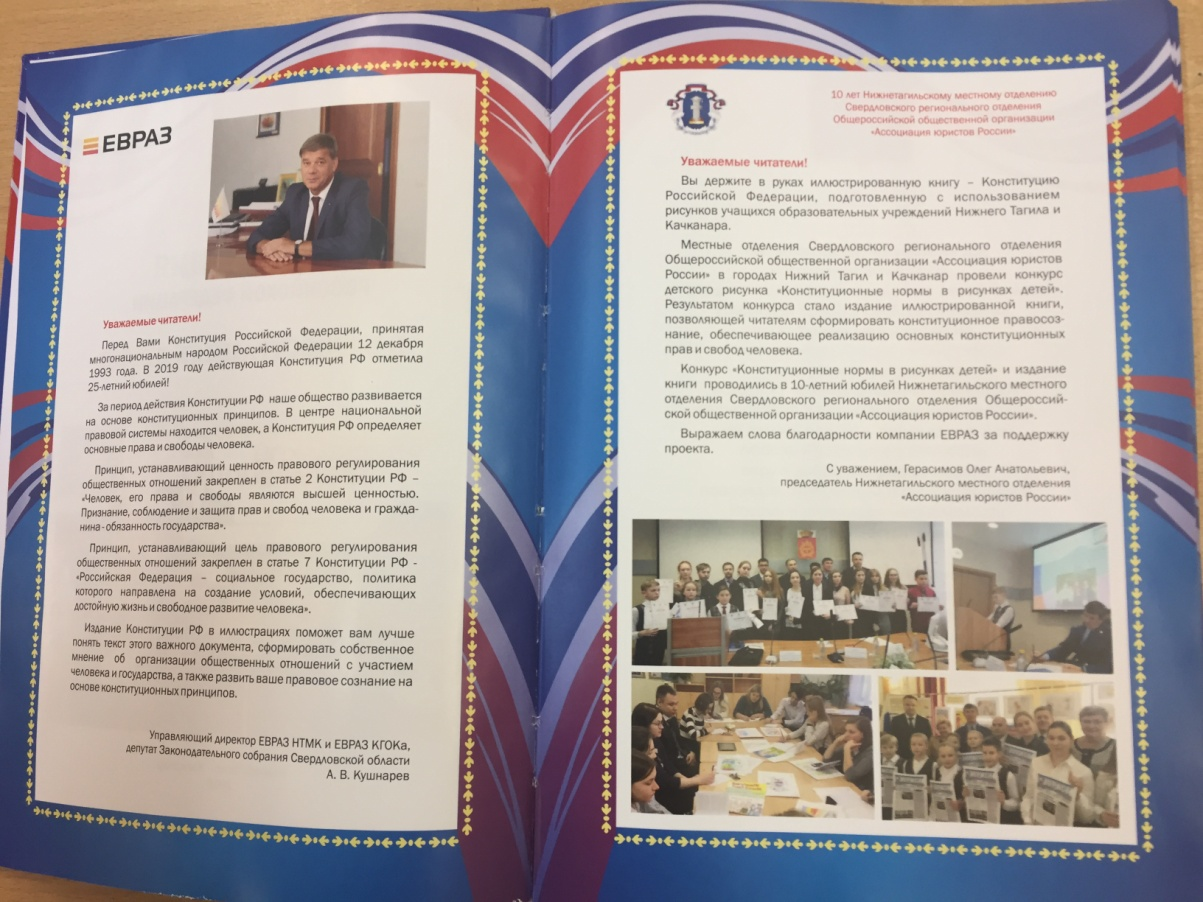 ЕВРАЗ
Уважаемые читатели!
Перед Вами Конституция Российской Федерации, принятая
многонациональным народом Российской Федерации 12 декабря
1993 года. В 2019 году действующая Конституция РФ отметила
25-летний юбилей!
За период действия Конституции РФ наше общество развивается
на основе конституционных принципов. В центре национальной
правовой системы находится человек, а Конституция РФ определяет
основные права и свободы человека.
Принцип, устанавливающий ценность правового регулирования
общественных отношений закреплен в статье 2 Конституции РФ –
«Человек, его права и свободы являются высшей ценностью.
Признание, соблюдение и защита прав и свобод человека и гражда-
нина - обязанность государства».
Принцип, устанавливающий цель правового регулирования
общественных отношений закреплен в статье 7 Конституции РФ -
«Российская Федерация – социальное государство, политика
которого направлена на создание условий, обеспечивающих
достойную жизнь и свободное развитие человека».
Издание Конституции РФ в иллюстрациях поможет вам лучше
понять текст этого важного документа, сформировать собственное
мнение об организации общественных отношений с участием
человека и государства, а также развить ваше правовое сознание на
основе конституционных принципов.
Управляющий директор ЕВРАЗ НТМК и ЕВРАЗ КГОКа,
депутат Законодательного собрания Свердловской области
А. В. Кушнарев
10 лет Нижнетагильскому местному отделению
Свердловского регионального отделения
Общероссийской общественной организации
«Ассоциация юристов России»
Уважаемые читатели!
Вы держите в руках иллюстрированную книгу – Конституцию
Российской Федерации, подготовленную с использованием
рисунков учащихся образовательных учреждений Нижнего Тагила и
Качканара.
Местные отделения Свердловского регионального отделения
Общероссийской общественной организации «Ассоциация юристов
России» в городах Нижний Тагил и Качканар провели конкурс
детского рисунка «Конституционные нормы в рисунках детей».
Результатом конкурса стало издание иллюстрированной книги,
позволяющей читателям сформировать конституционное правосоз-
нание, обеспечивающее реализацию основных конституционных
прав и свобод человека.
Конкурс «Конституционные нормы в рисунках детей» и издание
книги проводились в 10-летний юбилей Нижнетагильского местного
отделения Свердловского регионального отделения Общероссий-
ской общественной организации «Ассоциация юристов России».
Выражаем слова благодарности компании ЕВРАЗ за поддержку
проекта.
С уважением, Герасимов Олег Анатольевич,
председатель Нижнетагильского местного отделения
«Ассоциация юристов России»